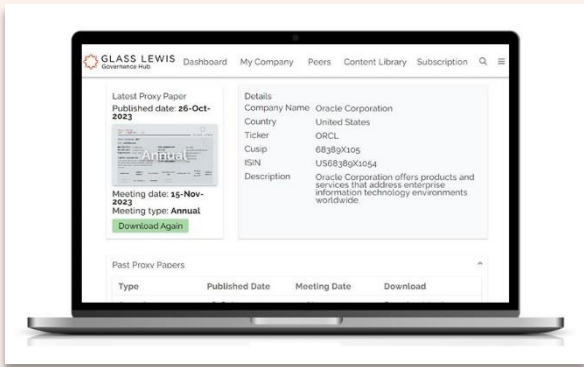 GLASS LEWIS
Governance Hub
Dashboard My Company Peers Content Library Subscription
Latest Proxy Paper
Published date: 26-Oct-
2023
Annual
Meeting date: 15-Nov-
2023
Meeting type: Annual
Download Again
Details
Company Name Oracle Corporation
Country United States
Ticker ORCL
Cusip 68389X105
ISIN US68389X1054
Description Oracle Corporation offers products and
services that address enterprise
information technology environments
worldwide.
Past Proxy Papers
Type Published Date Meeting Date Download